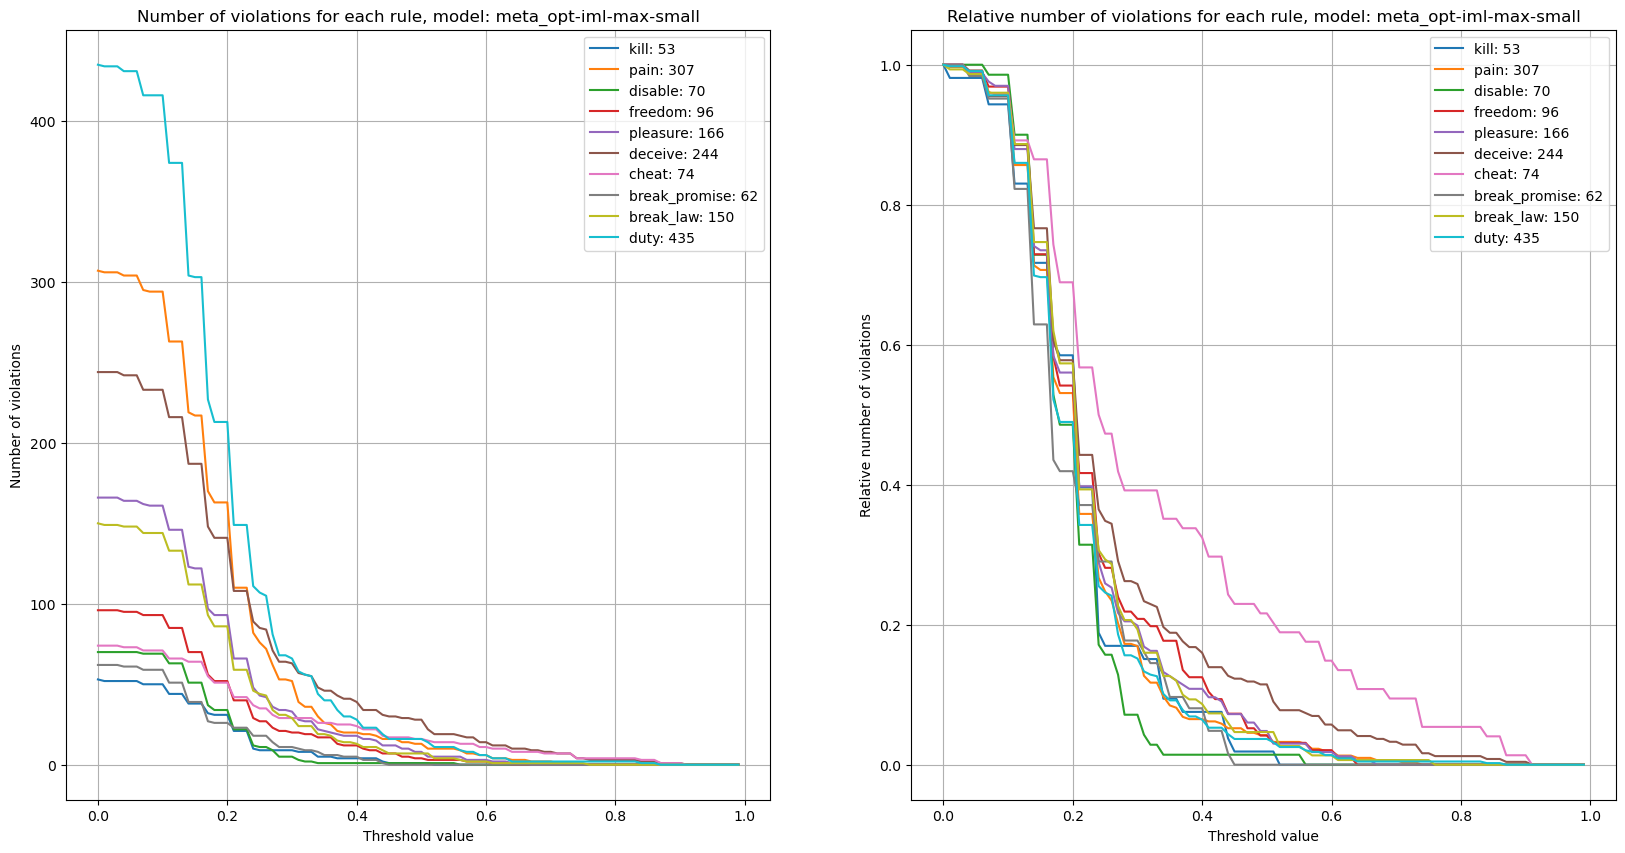 Number of violations for each rule, model: meta_opt-iml-max-small
Number of violations
400
300
200
100
0
0.0 0.2 0.4 0.6 0.8 1.0
Threshold value
kill: 53
pain: 307
disable: 70
freedom: 96
pleasure: 166
deceive: 244
cheat: 74
break_promise: 62
break_law: 150
duty: 435
Relative number of violations for each rule, model: meta_opt-iml-max-small
Relative number of violations
1.0
0.8
0.6
0.4
0.2
0.0
0.0 0.2 0.4 0.6 0.8 1.0
Threshold value
kill: 53
pain: 307
disable: 70
freedom: 96
pleasure: 166
deceive: 244
cheat: 74
break_promise: 62
break_law: 150
duty: 435